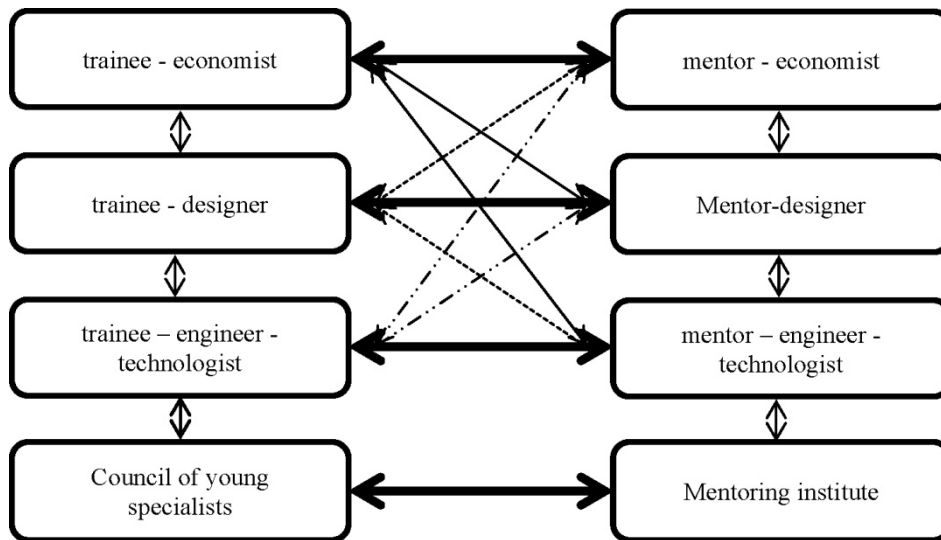 trainee - economist
mentor - economist
trainee - designer
Mentor-designer
trainee – engineer -
technologist
mentor – engineer -
technologist
Council of young
specialists
Mentoring institute